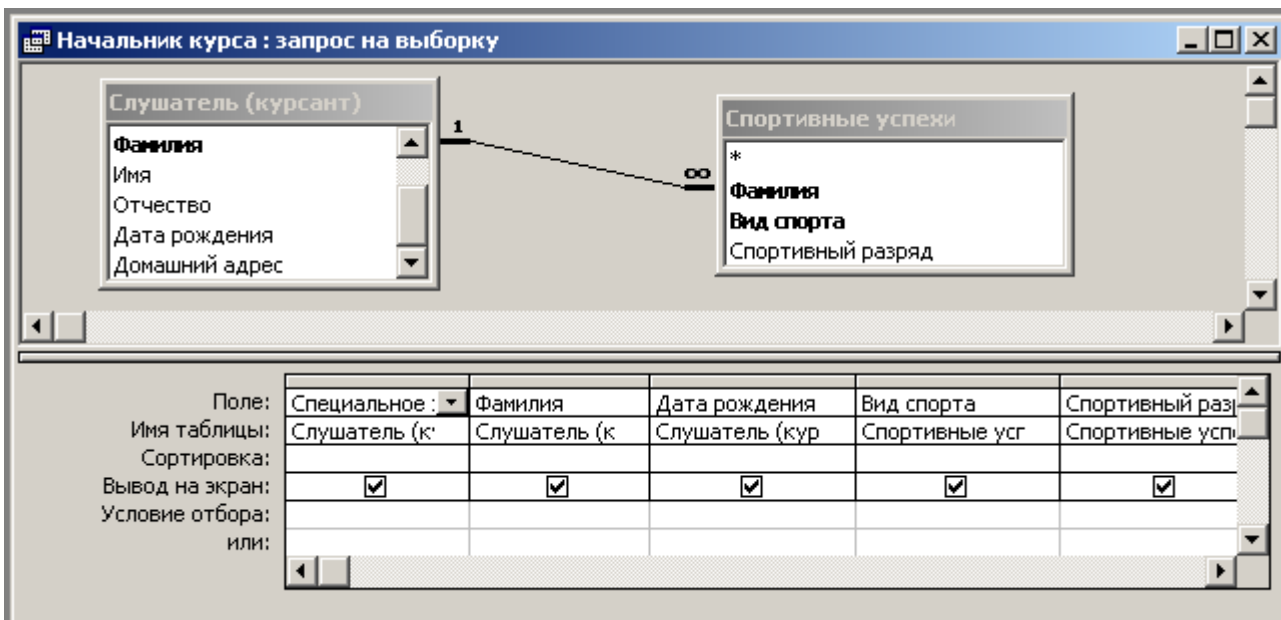 Начальник курса : запрос на выборку
Слушатель (курсант)
Фамилия
Имя
Отчество
Дата рождения
Домашний адрес
1
∞
Спортивные успехи
*
Фамилия
Вид спорта
Спортивный разряд
Поле: Специальное : Фамилия Дата рождения Вид спорта Спортивный разр
Имя таблицы: Слушатель (к Слушатель (к Слушатель (кур Спортивные усп Спортивные успе
Сортировка:
Вывод на экран:
Условие отбора:
или: